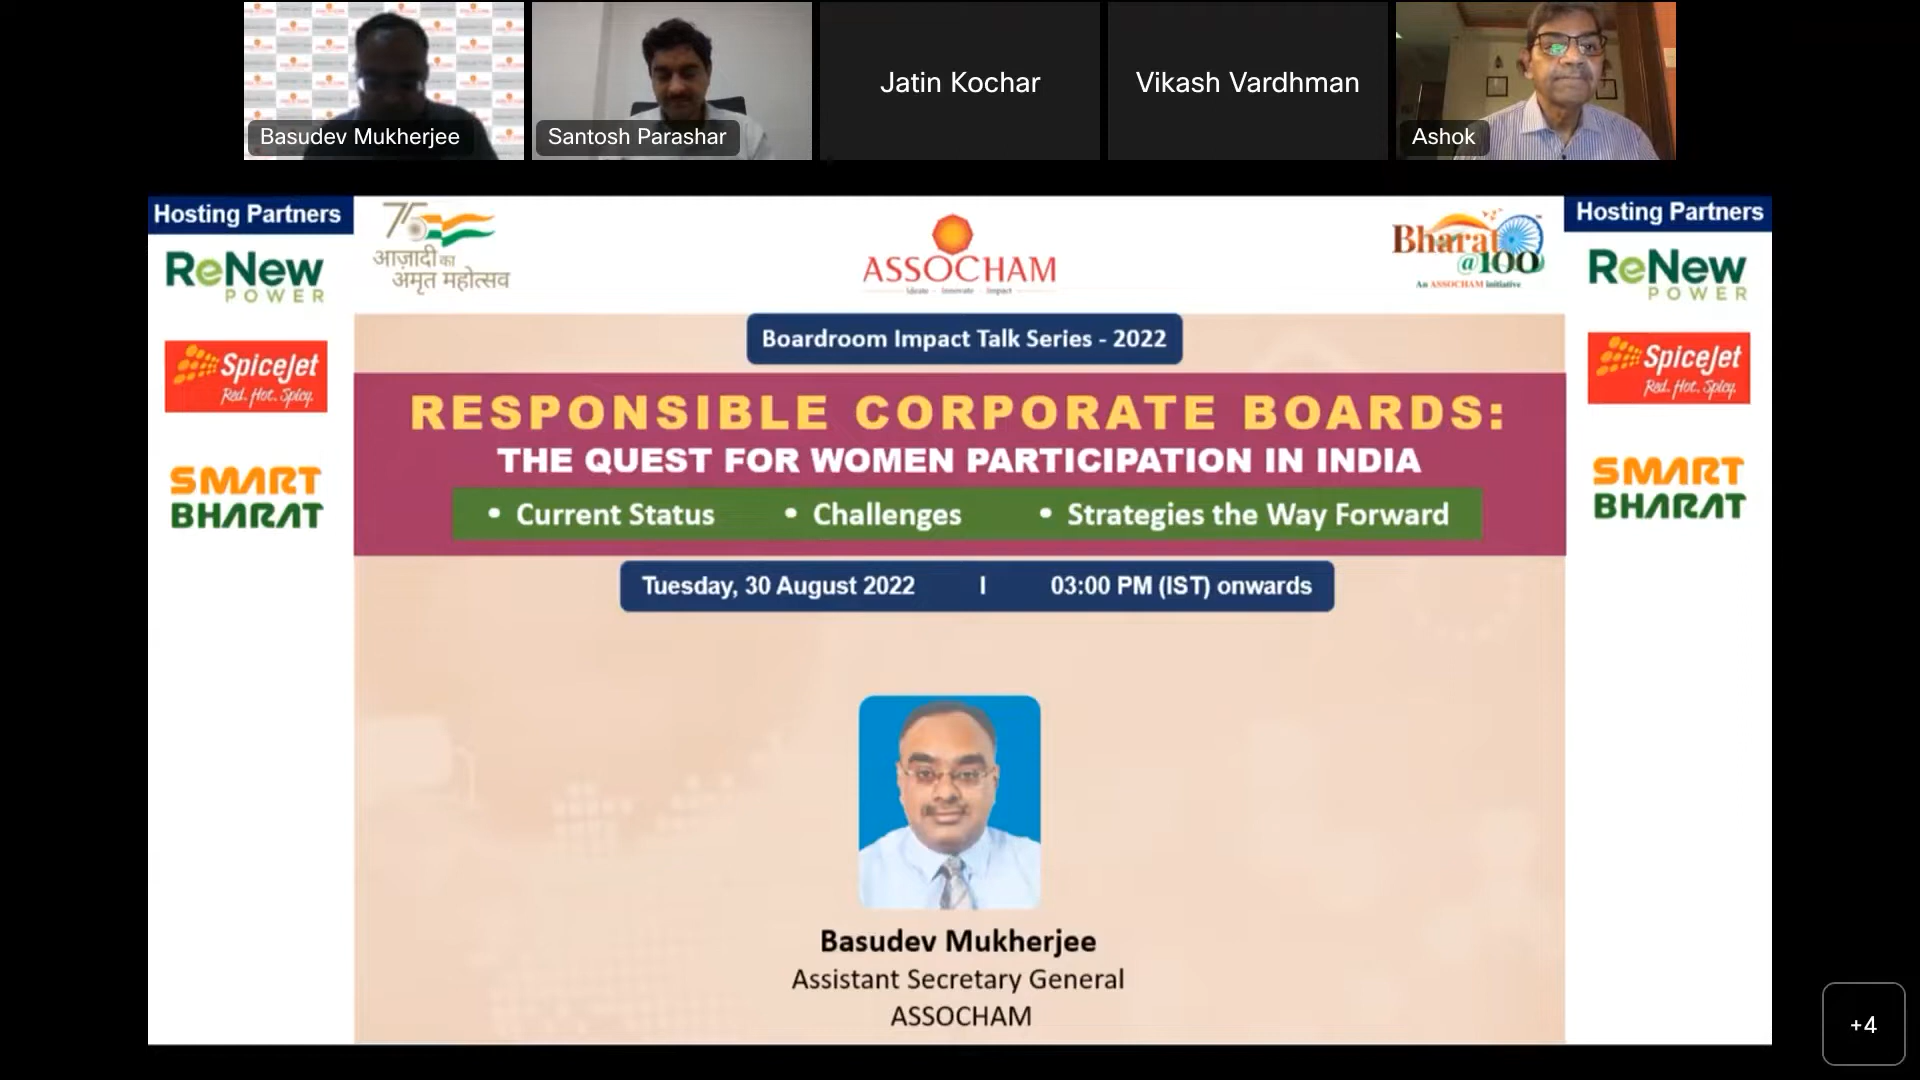 Basudev Mukherjee
Santosh Parashar
Jatin Kochar
Vikash Vardhman
Ashok
Hosting Partners
ReNew
POWER
SpiceJet
Red. Hot. Spicy.
SMART
BHARAT
75
आज़ादी का
अमृत महोत्सव
ASSOCHAM
Ideate - Innovate - Impact
Bharat
@100
An ASSOCHAM initiative
Hosting Partners
ReNew
POWER
SpiceJet
Red. Hot. Spicy.
SMART
BHARAT
Boardroom Impact Talk Series - 2022
RESPONSIBLE CORPORATE BOARDS:
THE QUEST FOR WOMEN PARTICIPATION IN INDIA
• Current Status • Challenges • Strategies the Way Forward
Tuesday, 30 August 2022 I 03:00 PM (IST) onwards
Basudev Mukherjee
Assistant Secretary General
ASSOCHAM
+4